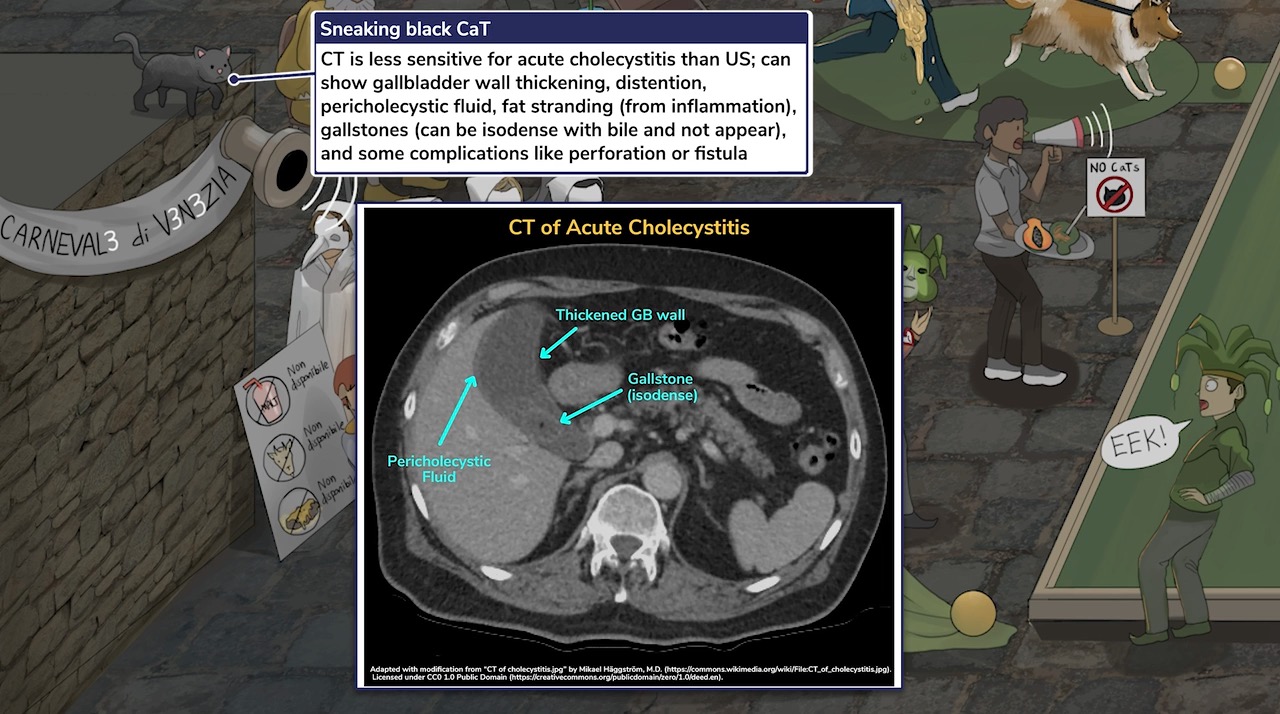 Sneaking black CaT
CT is less sensitive for acute cholecystitis than US; can
show gallbladder wall thickening, distention,
pericholecystic fluid, fat stranding (from inflammation),
gallstones (can be isodense with bile and not appear),
and some complications like perforation or fistula
NO CaTs
CARNEVAL3 di V3N3ZIA
CT of Acute Cholecystitis
Thickened GB wall
Gallstone
(isodense)
Pericholecystic
Fluid
Non
disponibile
MALT
Non
disponibile
Non
disponibile
EEK!
Adapted with modification from "CT of cholecystitis.jpg" by Mikael Häggström, M.D. (https://commons.wikimedia.org/wiki/File:CT_of_cholecystitis.jpg).
Licensed under CC0 1.0 Public Domain (https://creativecommons.org/publicdomain/zero/1.0/deed.en).